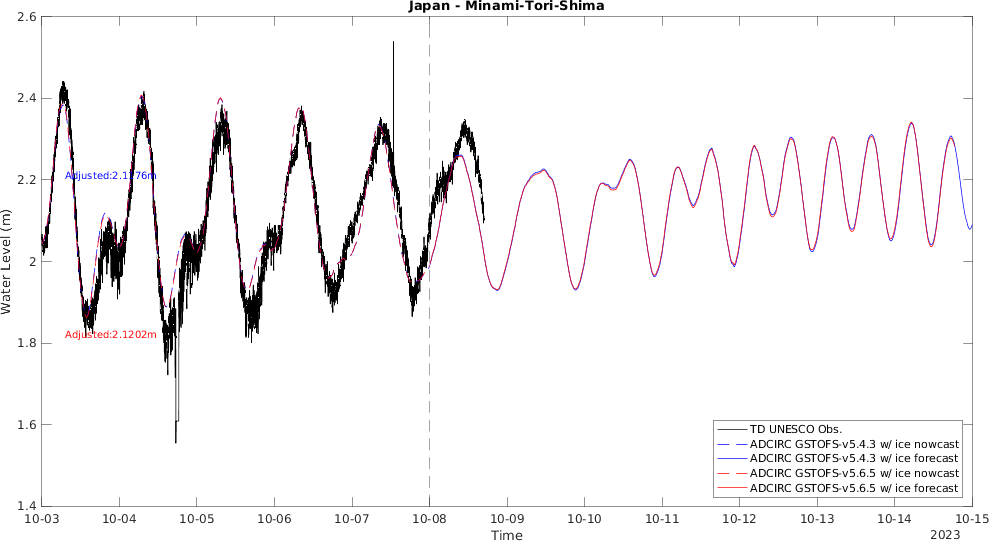 Japan - Minami-Tori-Shima
2.6
2.4
2.2
2
1.8
1.6
1.4
Water Level (m)
Adjusted:2.1176m
Adjusted:2.1202m
TD UNESCO Obs.
ADCIRC GSTOFS-v5.4.3 w/ ice nowcast
ADCIRC GSTOFS-v5.4.3 w/ ice forecast
ADCIRC GSTOFS-v5.6.5 w/ ice nowcast
ADCIRC GSTOFS-v5.6.5 w/ ice forecast
10-03 10-04 10-05 10-06 10-07 10-08 10-09 10-10 10-11 10-12 10-13 10-14 10-15
Time
2023